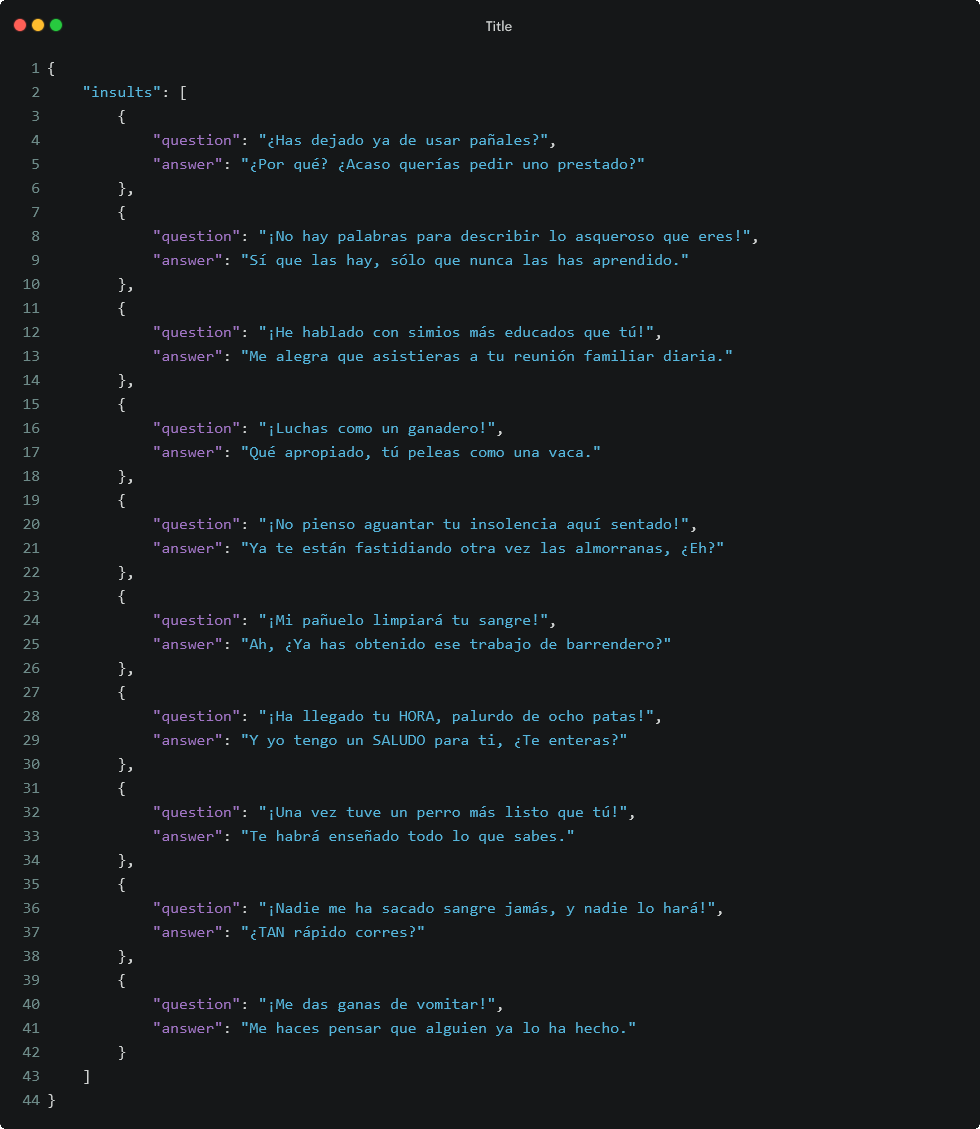 Title
1 {
2     "insults": [
3         {
4             "question": "¿Has dejado ya de usar pañales?",
5             "answer": "¿Por qué? ¿Acaso querías pedir uno prestado?"
6         },
7         {
8             "question": "¡No hay palabras para describir lo asqueroso que eres!",
9             "answer": "Sí que las hay, sólo que nunca las has aprendido."
10         },
11         {
12             "question": "¡He hablado con simios más educados que tú!",
13             "answer": "Me alegra que asistieras a tu reunión familiar diaria."
14         },
15         {
16             "question": "¡Luchas como un ganadero!",
17             "answer": "Qué apropiado, tú peleas como una vaca."
18         },
19         {
20             "question": "¡No pienso aguantar tu insolencia aquí sentado!",
21             "answer": "Ya te están fastidiando otra vez las almorranas, ¿Eh?"
22         },
23         {
24             "question": "¡Mi pañuelo limpiará tu sangre!",
25             "answer": "Ah, ¿Ya has obtenido ese trabajo de barrendero?"
26         },
27         {
28             "question": "¡Ha llegado tu HORA, palurdo de ocho patas!",
29             "answer": "Y yo tengo un SALUDO para ti, ¿Te enteras?"
30         },
31         {
32             "question": "¡Una vez tuve un perro más listo que tú!",
33             "answer": "Te habrá enseñado todo lo que sabes."
34         },
35         {
36             "question": "¡Nadie me ha sacado sangre jamás, y nadie lo hará!",
37             "answer": "¿TAN rápido corres?"
38         },
39         {
40             "question": "¡Me das ganas de vomitar!",
41             "answer": "Me haces pensar que alguien ya lo ha hecho."
42         }
43     ]
44 }